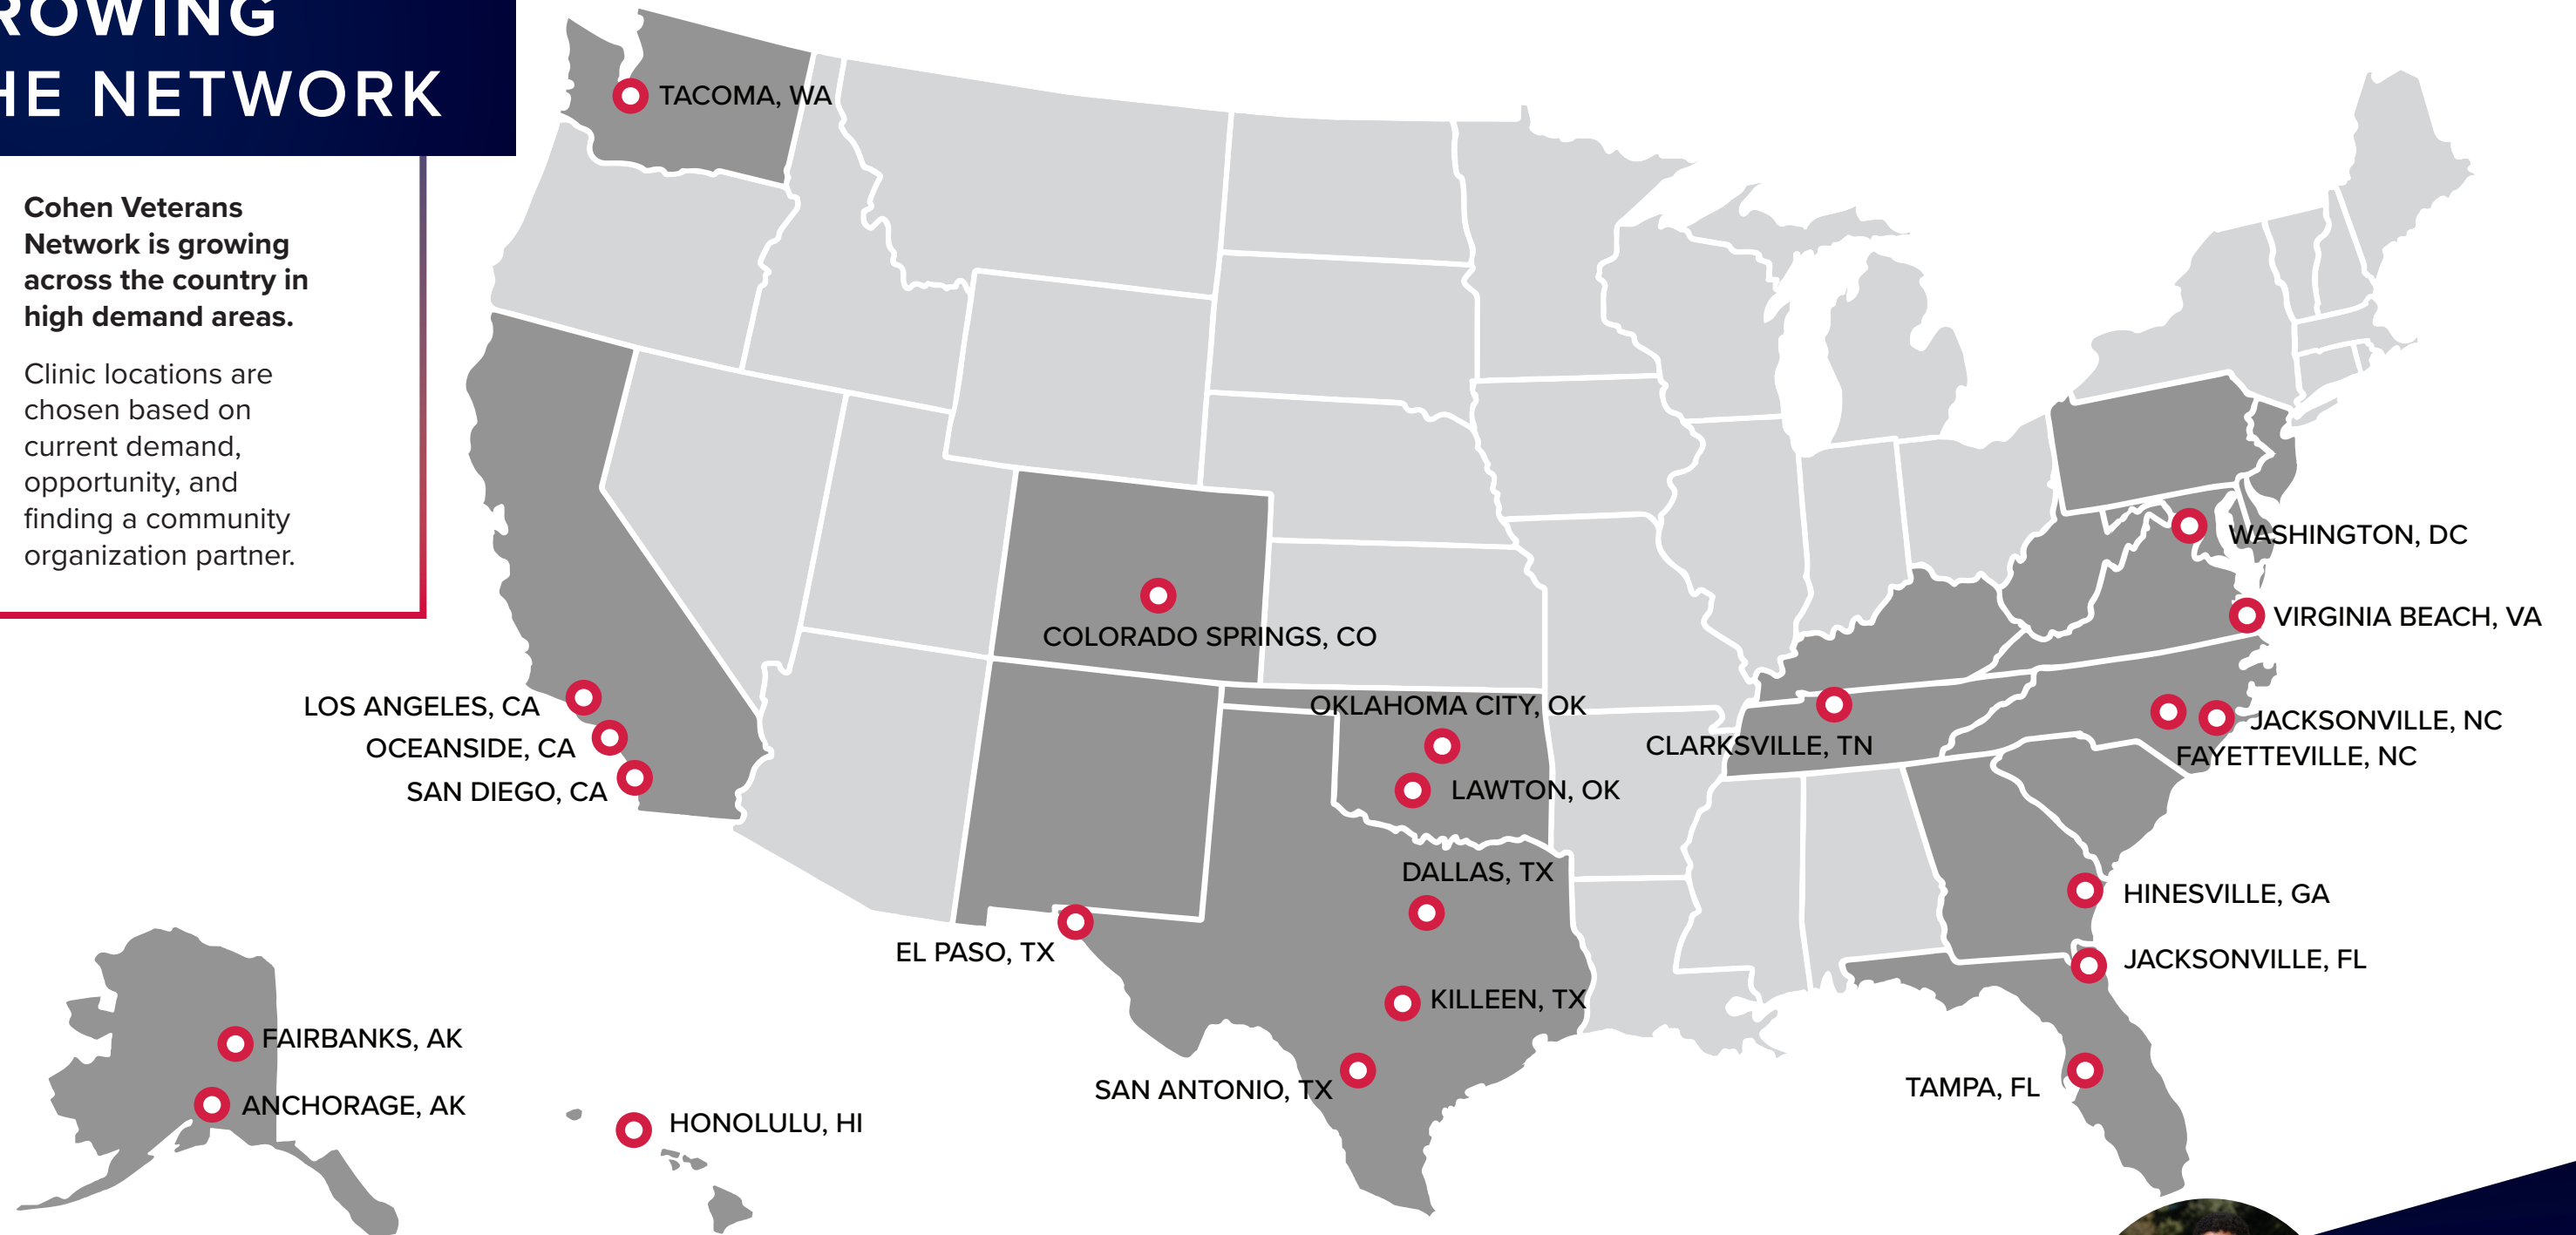 ROWING
HE NETWORK
Cohen Veterans
Network is growing
across the country in
high demand areas.
Clinic locations are
chosen based on
current demand,
opportunity, and
finding a community
organization partner.
TACOMA, WA
WASHINGTON, DC
VIRGINIA BEACH, VA
COLORADO SPRINGS, CO
LOS ANGELES, CA
OCEANSIDE, CA
SAN DIEGO, CA
OKLAHOMA CITY, OK
LAWTON, OK
CLARKSVILLE, TN
JACKSONVILLE, NC
FAYETTEVILLE, NC
DALLAS, TX
HINESVILLE, GA
EL PASO, TX
JACKSONVILLE, FL
KILLEEN, TX
FAIRBANKS, AK
SAN ANTONIO, TX
TAMPA, FL
ANCHORAGE, AK
HONOLULU, HI